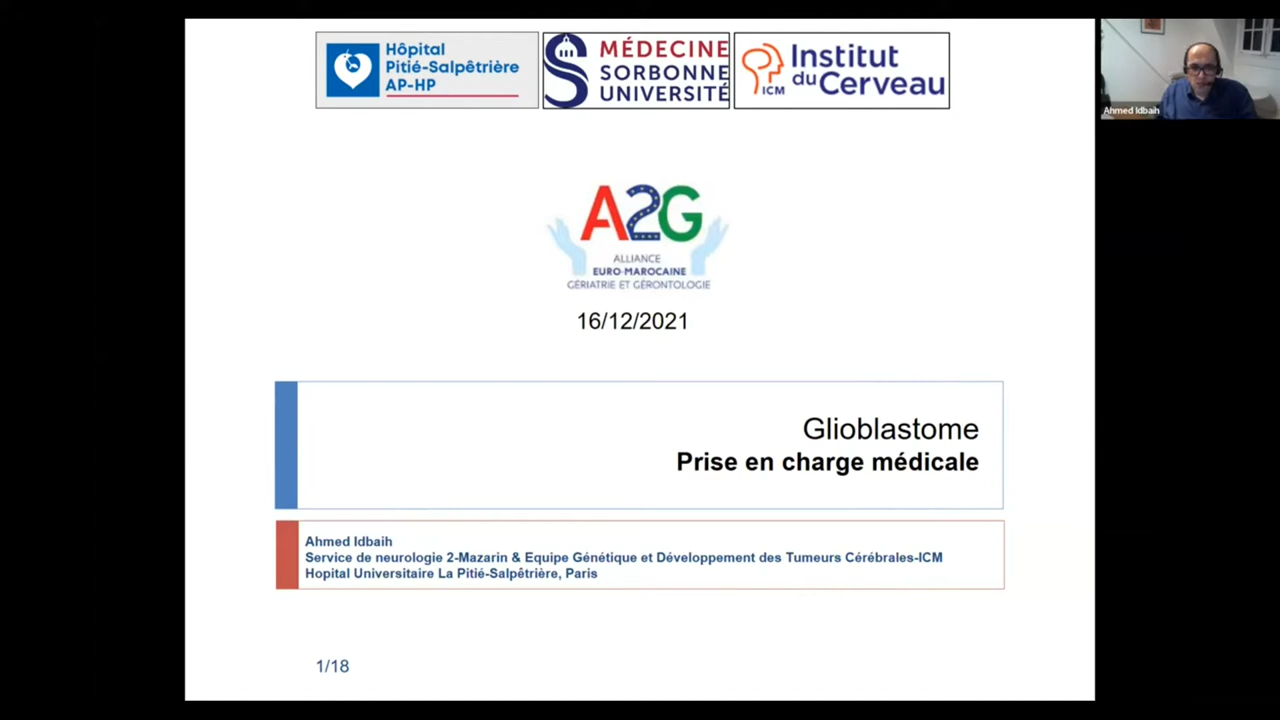 Hôpital
Pitié-Salpêtrière
AP-HP
MÉDECINE
SORBONNE
UNIVERSITÉ
Institut
du Cerveau
ICM
Ahmed Idbaih
A2G
ALLIANCE
EURO-MAROCAINE
GÉRIATRIE ET GÉRONTOLOGIE
16/12/2021
Glioblastome
Prise en charge médicale
Ahmed Idbaih
Service de neurologie 2-Mazarin & Equipe Génétique et Développement des Tumeurs Cérébrales-ICM
Hopital Universitaire La Pitié-Salpêtrière, Paris
1/18